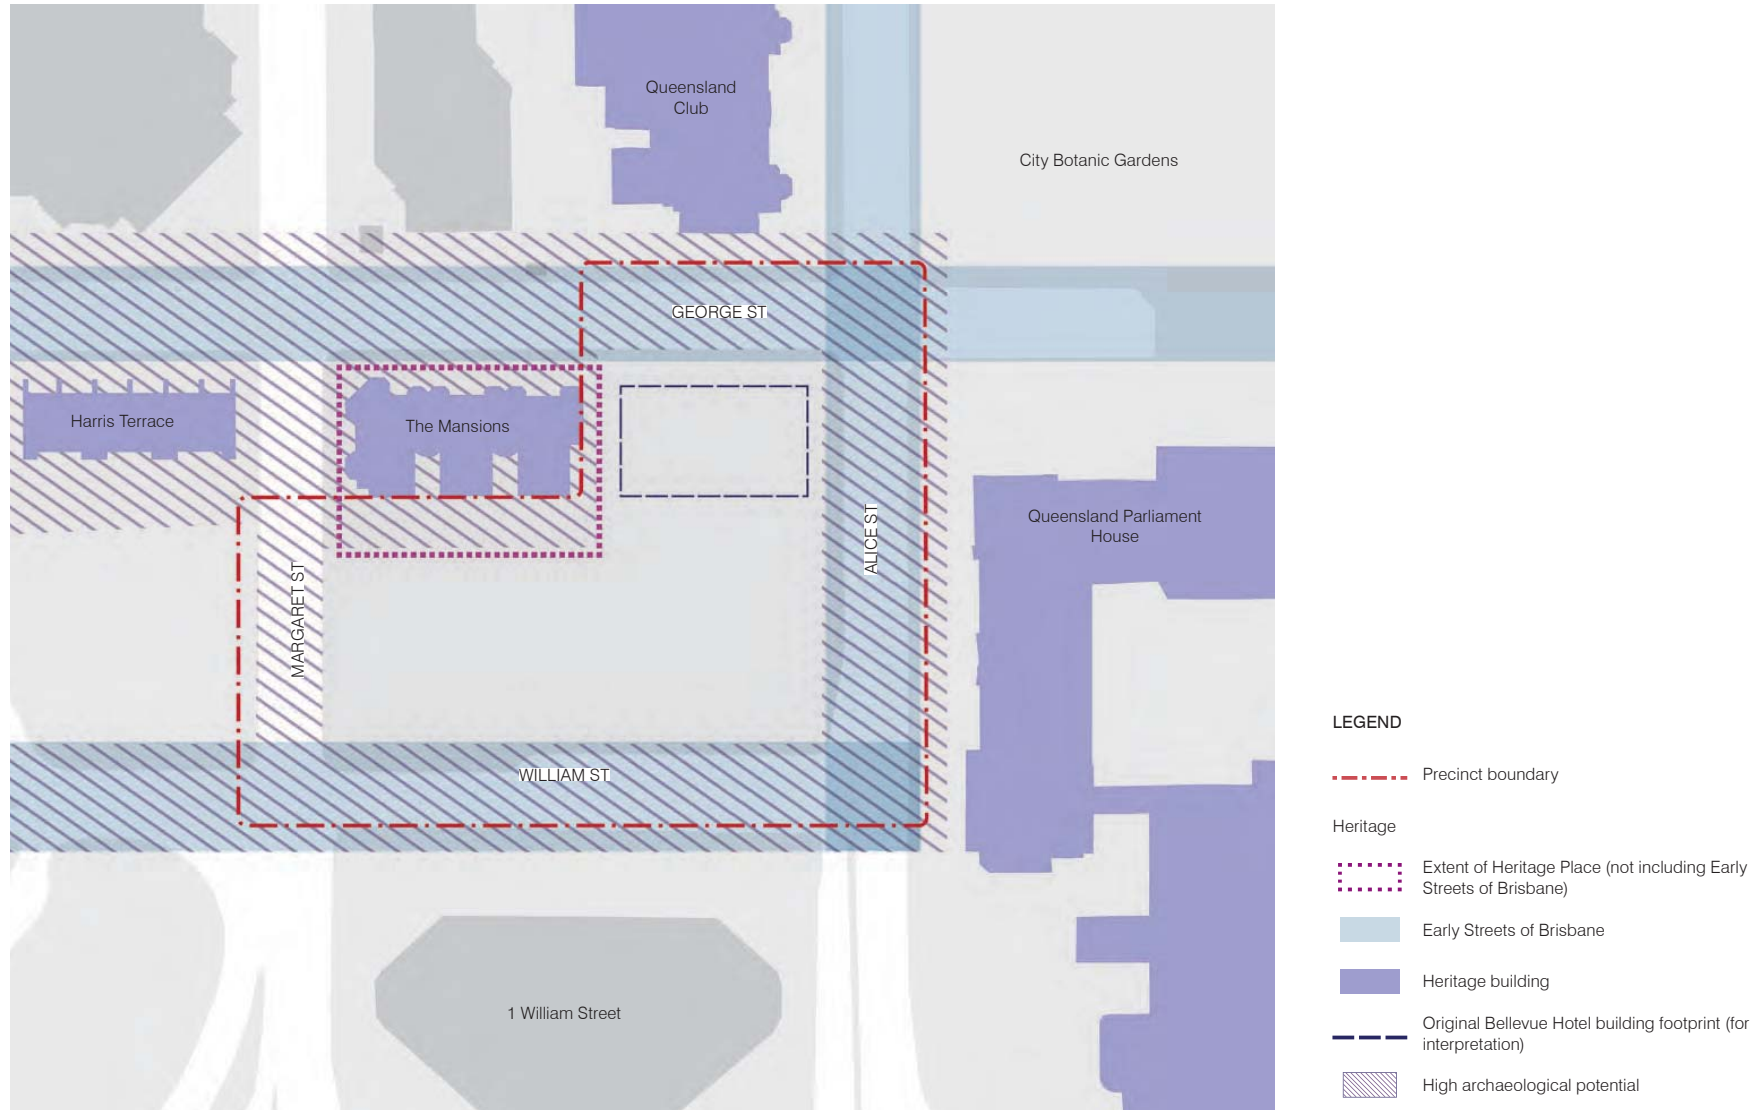 Queensland
Club
City Botanic Gardens
GEORGE ST
Harris Terrace
The Mansions
Queensland Parliament
House
ALICE ST
MARGARET ST
WILLIAM ST
1 William Street
LEGEND
Precinct boundary
Heritage
Extent of Heritage Place (not including Early
Streets of Brisbane)
Early Streets of Brisbane
Heritage building
Original Bellevue Hotel building footprint (for
interpretation)
High archaeological potential